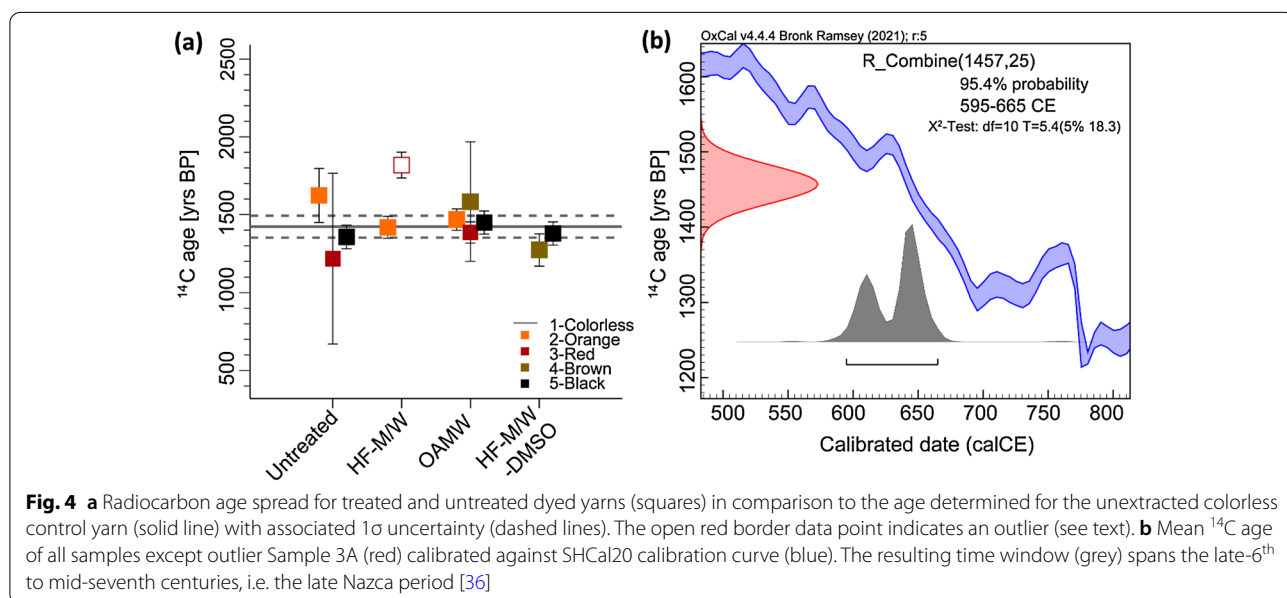 (a)
2500
2000
1500
1000
500
¹⁴C age [yrs BP]
1-Colorless
2-Orange
3-Red
4-Brown
5-Black
Untreated
HF-M/W
OAMW
HF-M/W
-DMSO
(b)
OxCal v4.4.4 Bronk Ramsey (2021); r:5
R_Combine(1457,25)
95.4% probability
595-665 CE
X²-Test: df=10 T=5.4(5% 18.3)
1600
1500
1400
1300
1200
¹⁴C age [yrs BP]
500 550 600 650 700 750 800
Calibrated date (calCE)
Fig. 4 a Radiocarbon age spread for treated and untreated dyed yarns (squares) in comparison to the age determined for the unextracted colorless
control yarn (solid line) with associated 1σ uncertainty (dashed lines). The open red border data point indicates an outlier (see text). b Mean ¹⁴C age
of all samples except outlier Sample 3A (red) calibrated against SHCal20 calibration curve (blue). The resulting time window (grey) spans the late-6ᵗʰ
to mid-seventh centuries, i.e. the late Nazca period [36]